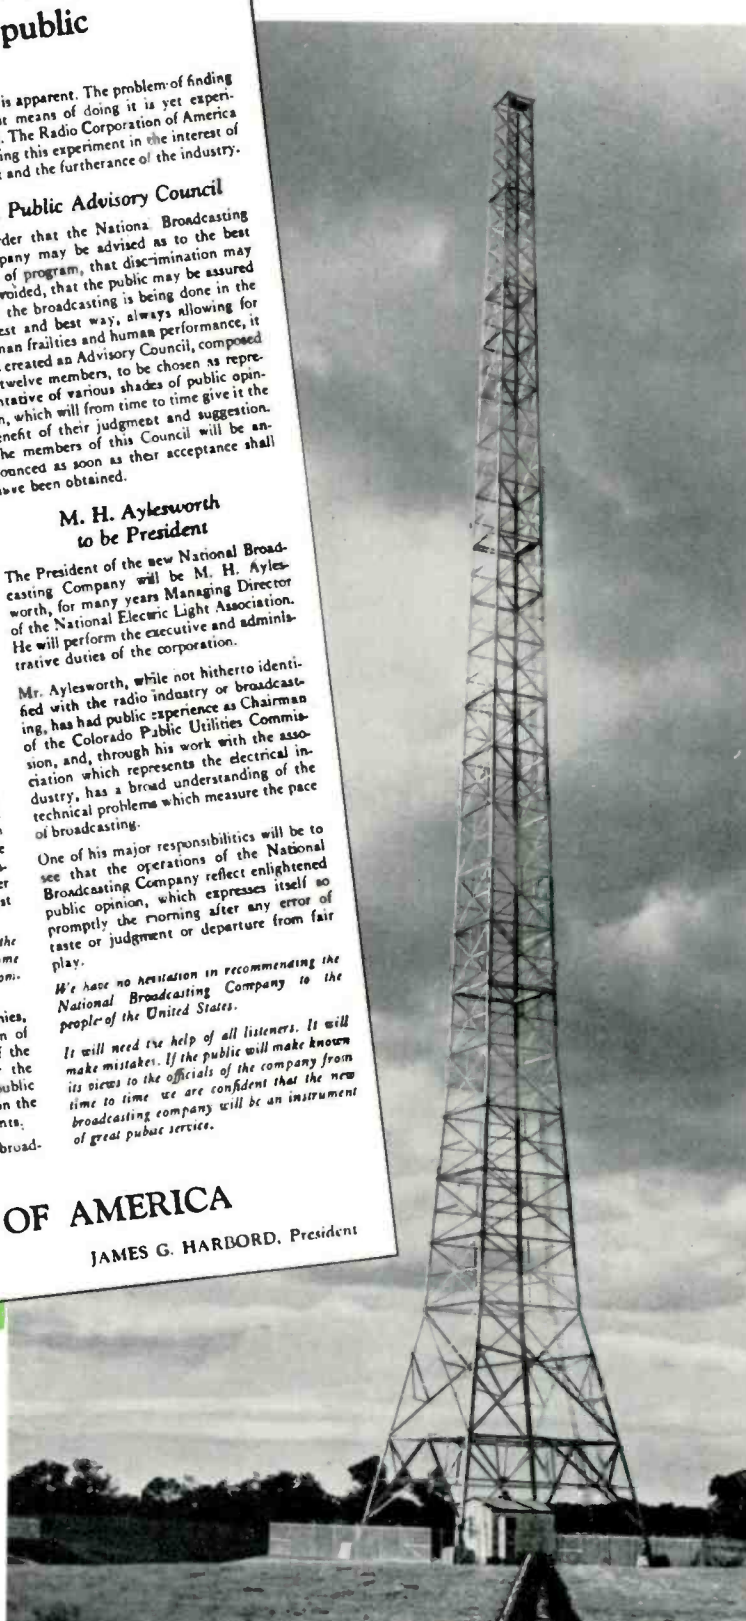 public
is apparent. The problem of finding
means of doing it is yet experi-
. The Radio Corporation of America
ing this experiment in the interest of
and the furtherance of the industry.
Public Advisory Council
der that the National Broadcasting
pany may be advised as to the best
of program, that discrimination may
voided, that the public may be assured
the broadcasting is being done in the
est and best way, always allowing for
man frailties and human performance, it
created an Advisory Council, composed
twelve members, to be chosen as repre-
ntative of various shades of public opin-
n, which will from time to time give it the
enefit of their judgment and suggestion.
he members of this Council will be an-
ounced as soon as their acceptance shall
ave been obtained.
M. H. Aylesworth
to be President
The President of the new National Broad-
casting Company will be M. H. Ayles-
worth, for many years Managing Director
of the National Electric Light Association.
He will perform the executive and adminis-
trative duties of the corporation.
Mr. Aylesworth, while not hitherto identi-
fied with the radio industry or broadcast-
ing, has had public experience as Chairman
of the Colorado Public Utilities Commis-
sion, and, through his work with the asso-
ciation which represents the electrical in-
dustry, has a broad understanding of the
technical problems which measure the pace
of broadcasting.
One of his major responsibilities will be to
see that the operations of the National
Broadcasting Company reflect enlightened
public opinion, which expresses itself so
promptly the morning after any error of
taste or judgment or departure from fair
play.
We have no hesitation in recommending the
National Broadcasting Company to the
people of the United States.
It will need the help of all listeners. It will
make mistakes. If the public will make known
its views to the officials of the company from
time to time we are confident that the new
broadcasting company will be an instrument
of great public service.
er
st
the
ome
om-
nies,
n of
f the
the
public
on the
nts.
broad-
OF AMERICA
JAMES G. HARBORD, President